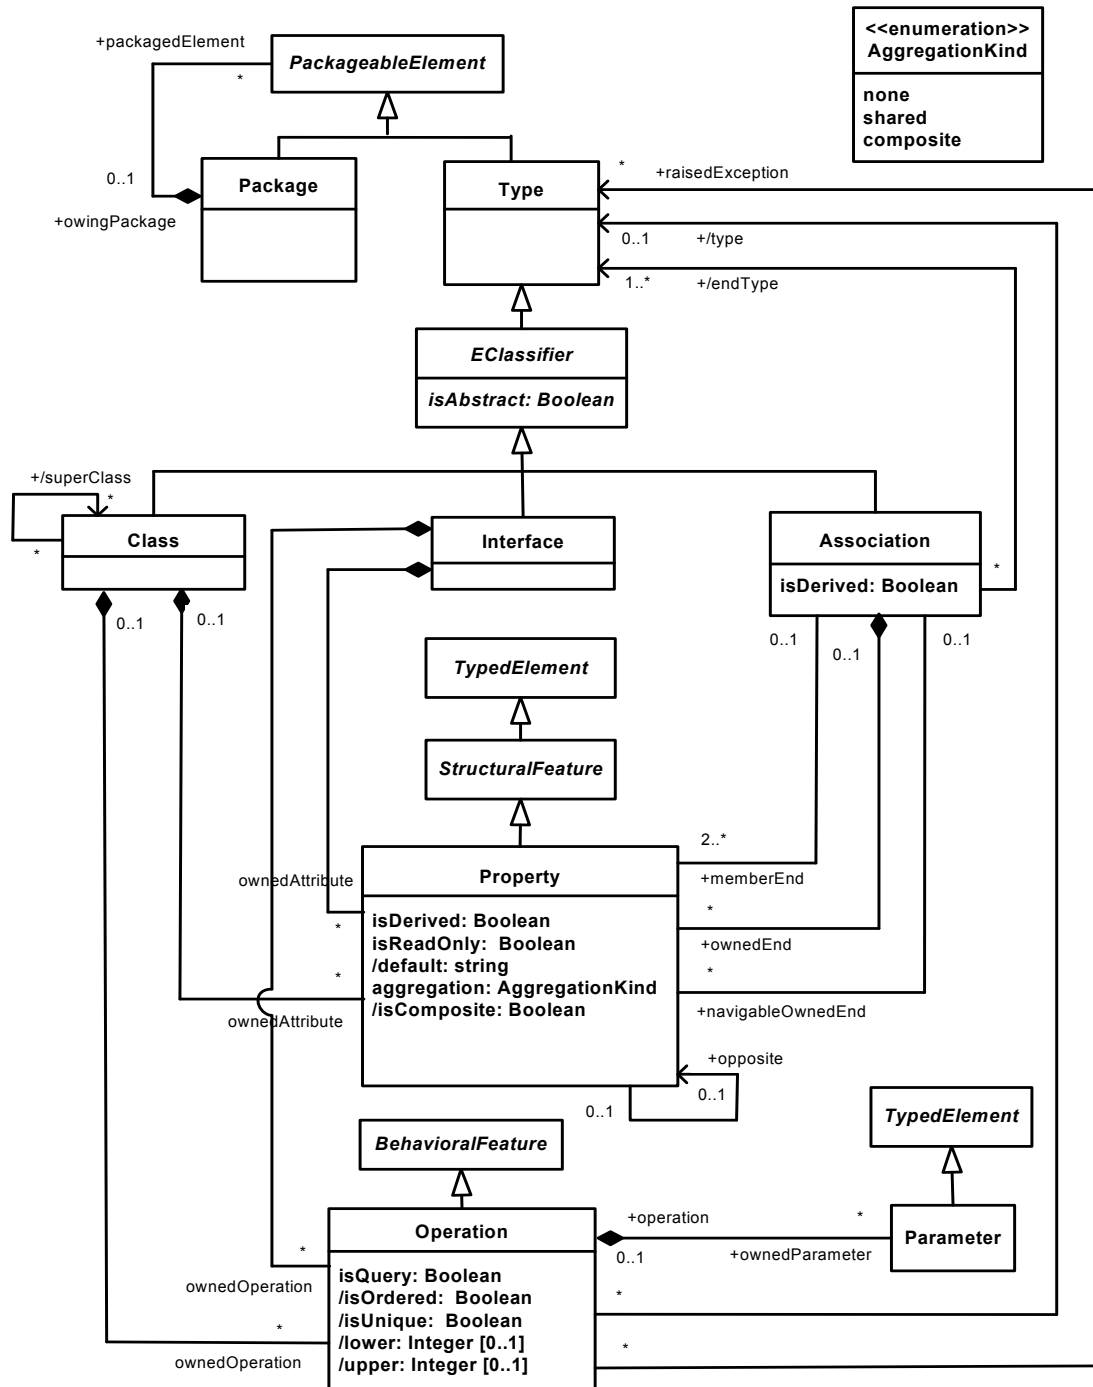 +packagedElement
*
PackageableElement
<<enumeration>>
AggregationKind
none
shared
composite
0..1
+owingPackage
Package
Type
*
+raisedException
0..1
+/type
1..*
+/endType
EClassifier
isAbstract: Boolean
+/superClass
*
*
Class
Interface
Association
isDerived: Boolean
*
0..1
0..1
0..1
0..1
0..1
TypedElement
StructuralFeature
Property
isDerived: Boolean
isReadOnly: Boolean
/default: string
aggregation: AggregationKind
/isComposite: Boolean
ownedAttribute
*
*
ownedAttribute
2..*
+memberEnd
*
+ownedEnd
*
+navigableOwnedEnd
+opposite
0..1
0..1
BehavioralFeature
TypedElement
Operation
isQuery: Boolean
/isOrdered: Boolean
/isUnique: Boolean
/lower: Integer [0..1]
/upper: Integer [0..1]
*
ownedOperation
*
ownedOperation
+operation
0..1
*
+ownedParameter
Parameter
*
*